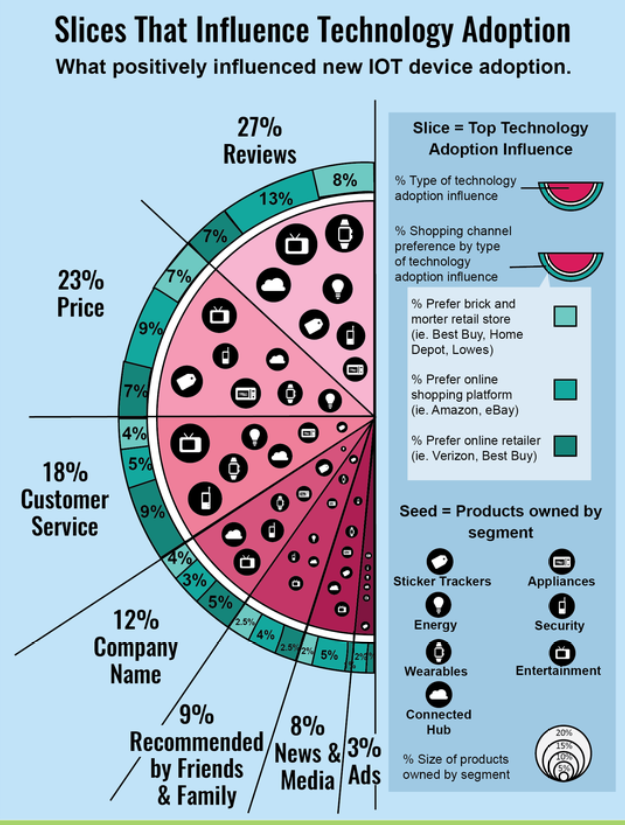 Slices That Influence Technology Adoption
What positively influenced new IOT device adoption.
27%
Reviews
8%
13%
7%
23%
Price
7%
9%
7%
18%
Customer
Service
4%
5%
9%
12%
Company
Name
4%
3%
5%
9%
Recommended
by Friends
& Family
2.5%
4%
2.5%
8%
News &
Media
2%
5%
3%
Ads
2%
Slice = Top Technology
Adoption Influence
% Type of technology
adoption influence
% Shopping channel
preference by type
of technology
adoption influence
% Prefer brick and
morter retail store
(ie. Best Buy, Home
Depot, Lowes)
% Prefer online
shopping platform
(ie. Amazon, eBay)
% Prefer online retailer
(ie. Verizon, Best Buy)
Seed = Products owned by
segment
Sticker Trackers
Appliances
Energy
Security
Wearables
Entertainment
Connected
Hub
% Size of products
owned by segment
20%
15%
10%
5%